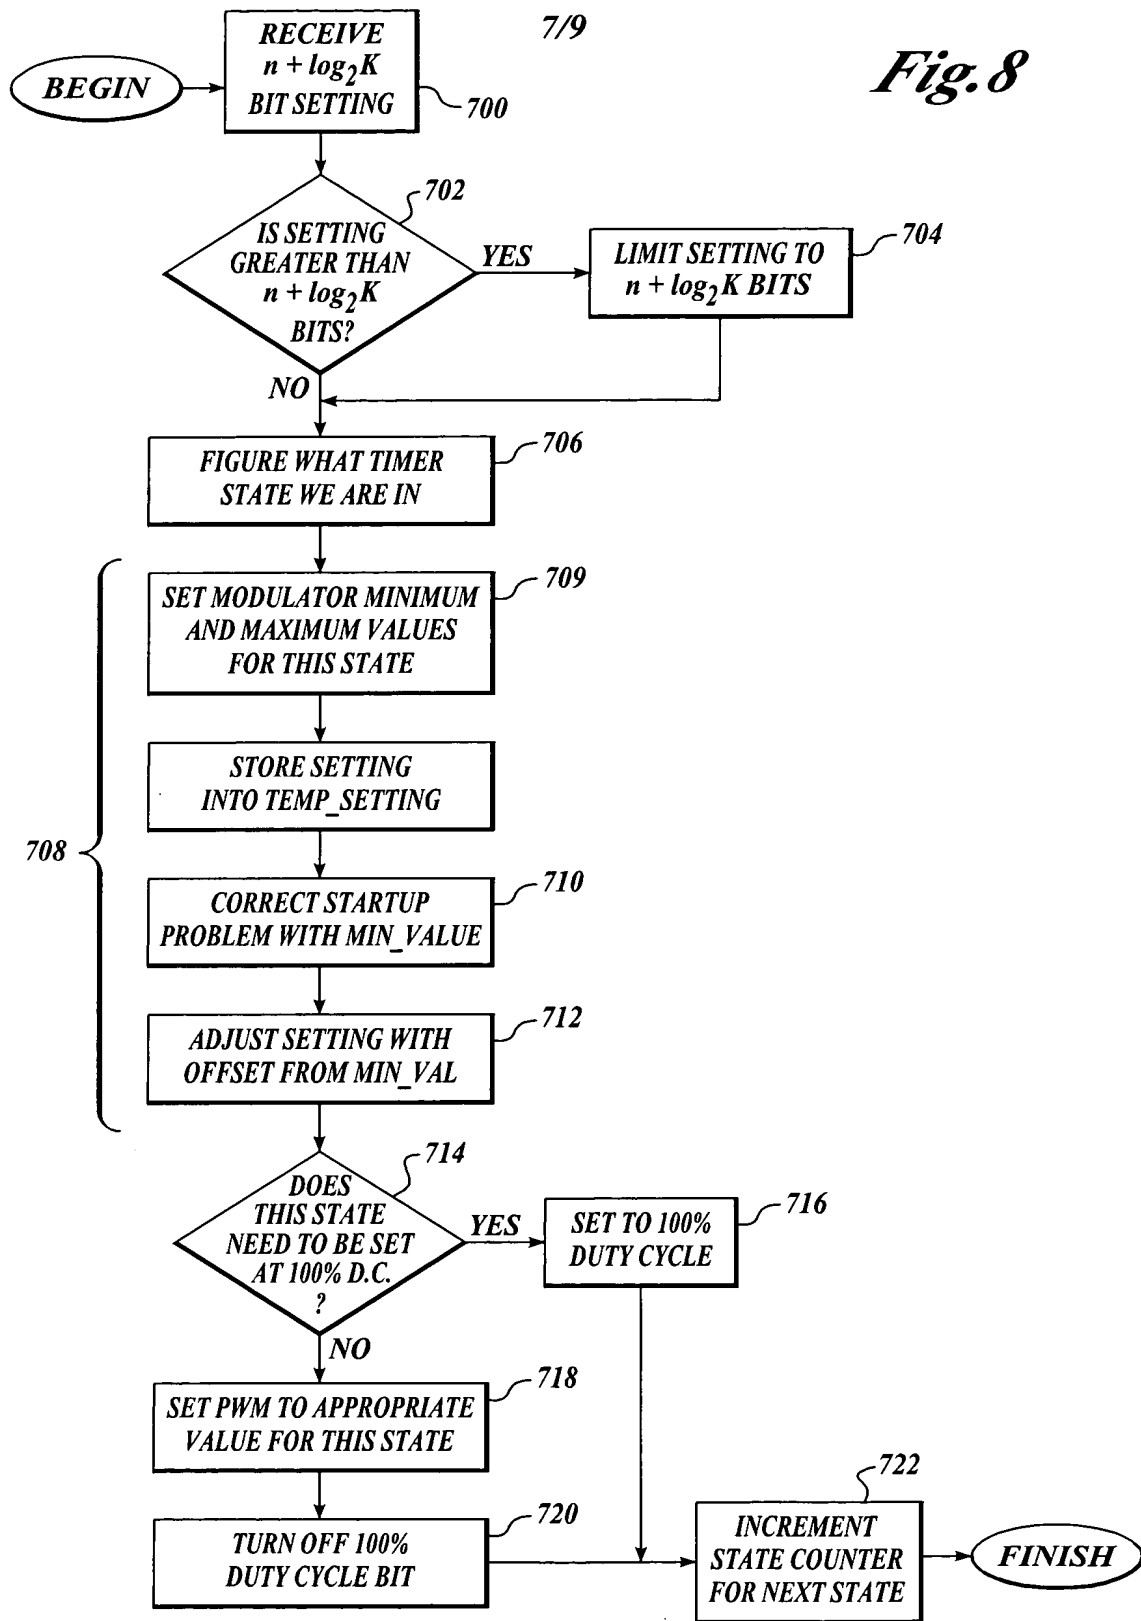 7/9
Fig.8
BEGIN
RECEIVE
n + log2K
BIT SETTING
700
702
IS SETTING
GREATER THAN
n + log2K
BITS?
YES
LIMIT SETTING TO
n + log2K BITS
704
NO
FIGURE WHAT TIMER
STATE WE ARE IN
706
708
SET MODULATOR MINIMUM
AND MAXIMUM VALUES
FOR THIS STATE
709
STORE SETTING
INTO TEMP_SETTING
CORRECT STARTUP
PROBLEM WITH MIN_VALUE
710
ADJUST SETTING WITH
OFFSET FROM MIN_VAL
712
714
DOES
THIS STATE
NEED TO BE SET
AT 100% D.C.
?
YES
SET TO 100%
DUTY CYCLE
716
NO
SET PWM TO APPROPRIATE
VALUE FOR THIS STATE
718
TURN OFF 100%
DUTY CYCLE BIT
720
722
INCREMENT
STATE COUNTER
FOR NEXT STATE
FINISH